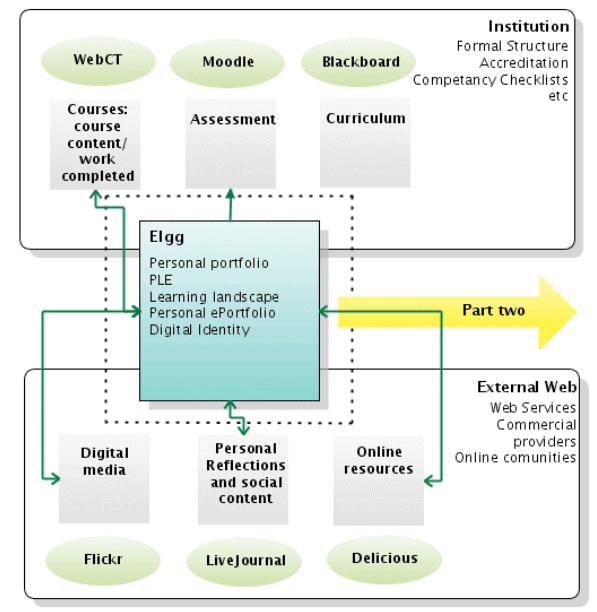 Institution
Formal Structure
Accreditation
Competancy Checklists
etc
WebCT
Moodle
Blackboard
Courses:
course
content/
work
completed
Assessment
Curriculum
Elgg
Personal portfolio
PLE
Learning landscape
Personal ePortfolio
Digital Identity
Part two
External Web
Web Services
Commercial
providers
Online comunities
Digital
media
Personal
Reflections
and social
content
Online
resources
Flickr
LiveJournal
Delicious